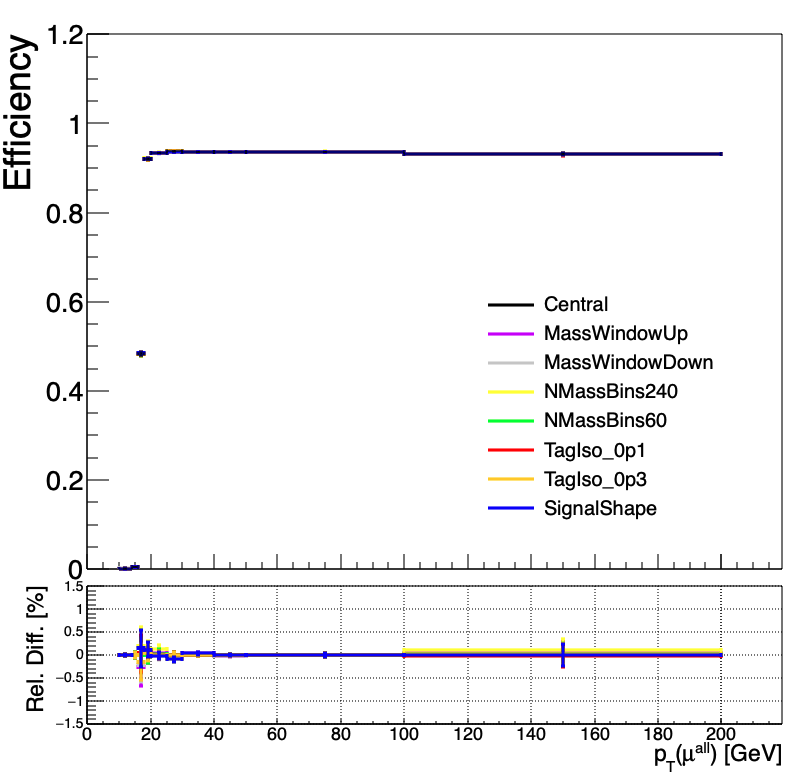 Efficiency
1.2
1
0.8
0.6
0.4
0.2
0
Central
MassWindowUp
MassWindowDown
NMassBins240
NMassBins60
TagIso_0p1
TagIso_0p3
SignalShape
Rel. Diff. [%]
1.5
1
0.5
0
−0.5
−1
−1.5
0 20 40 60 80 100 120 140 160 180 200
p_T(μ^all) [GeV]